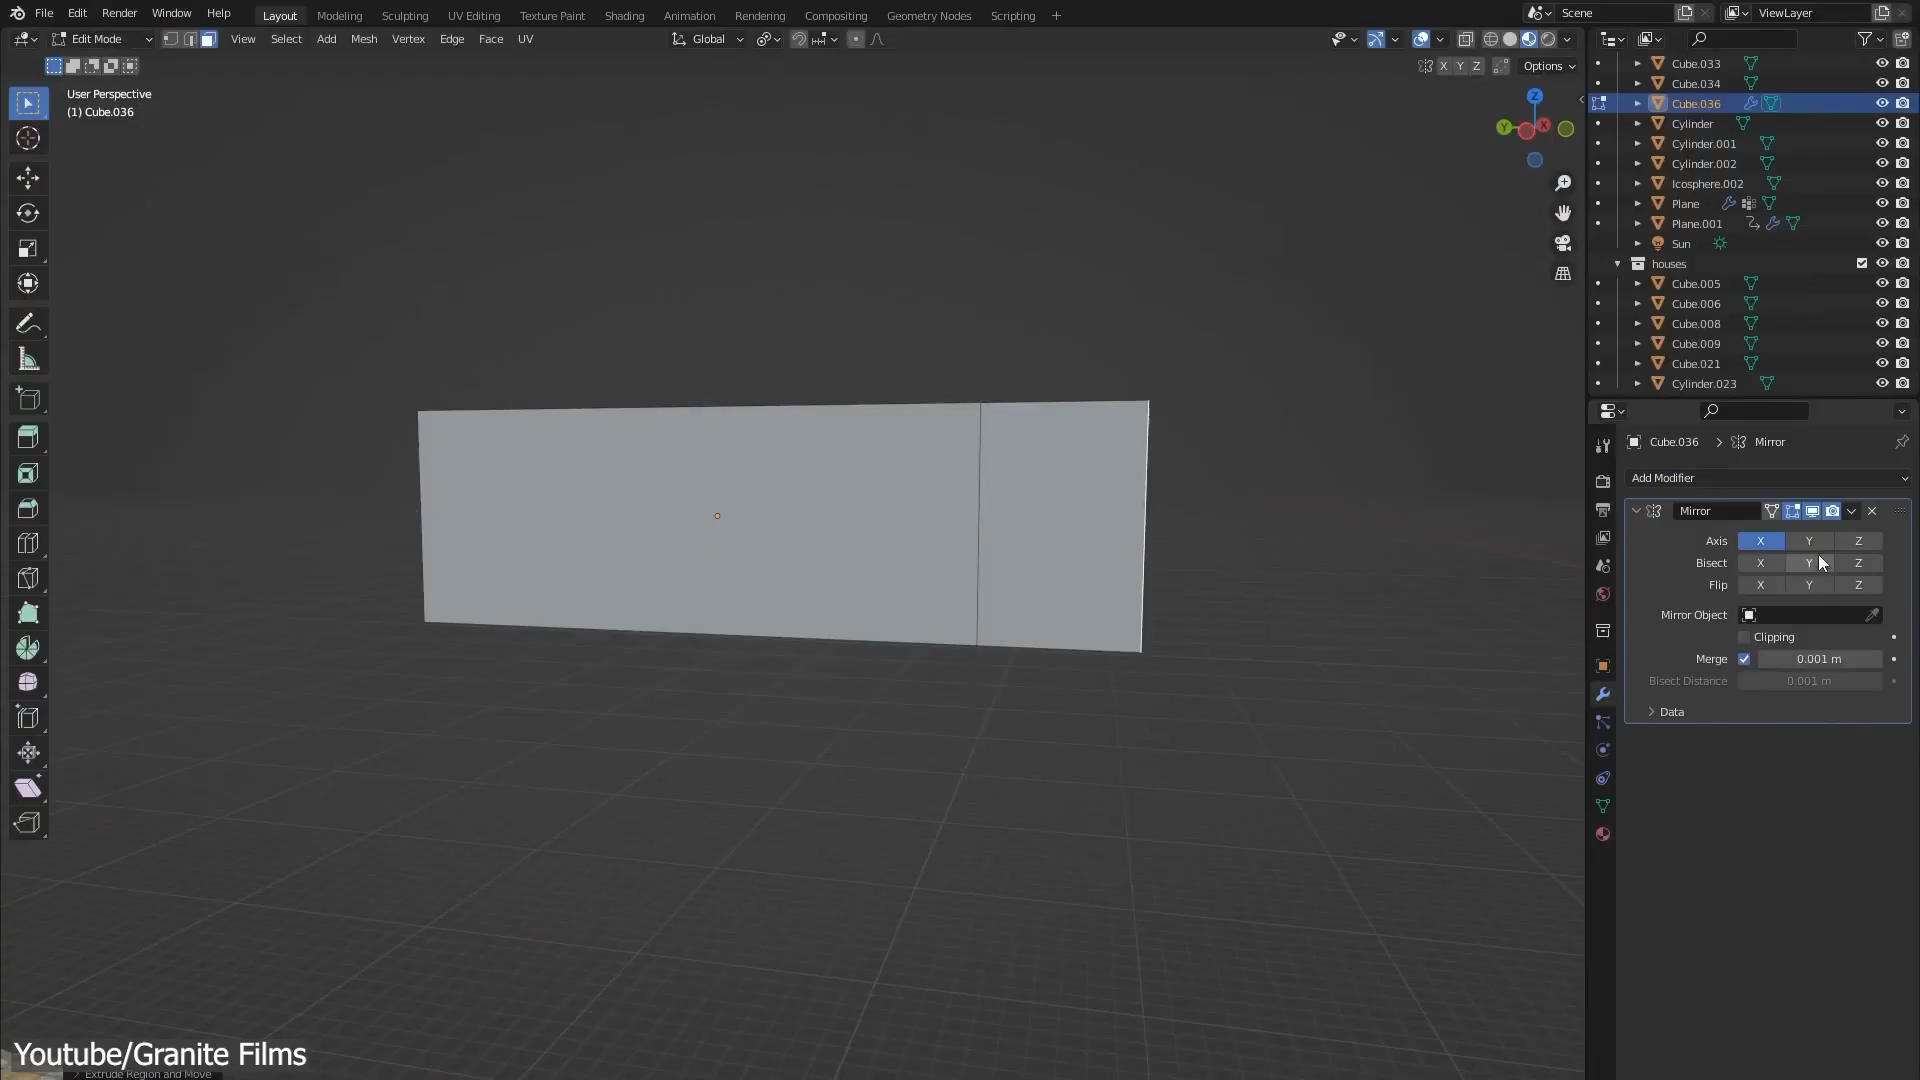 File Edit Render Window Help
Layout Modeling Sculpting UV Editing Texture Paint Shading Animation Rendering Compositing Geometry Nodes Scripting +
Scene
ViewLayer
Edit Mode
View Select Add Mesh Vertex Edge Face UV
Global
X Y Z
Options
User Perspective
(1) Cube.036
Z
Y
X
Cube.033
Cube.034
Cube.036
Cylinder
Cylinder.001
Cylinder.002
Icosphere.002
Plane
Plane.001
Sun
houses
Cube.005
Cube.006
Cube.008
Cube.009
Cube.021
Cylinder.023
Cube.036 > Mirror
Add Modifier
Mirror
Axis X Y Z
Bisect X Y Z
Flip X Y Z
Mirror Object
Clipping
Merge 0.001 m
Bisect Distance 0.001 m
Data
Youtube/Granite Films
Extrude Region and Move